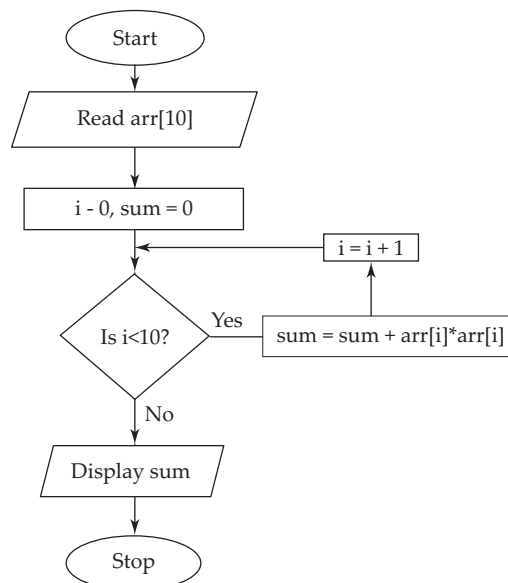 Start
Read arr[10]
i - 0, sum = 0
i = i + 1
Is i<10?
Yes
sum = sum + arr[i]*arr[i]
No
Display sum
Stop